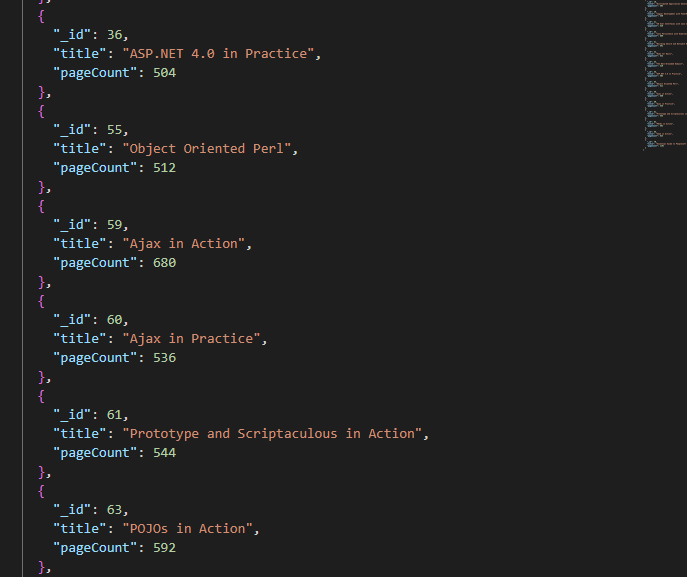 {
"_id": 36,
"title": "ASP.NET 4.0 in Practice",
"pageCount": 504
},
{
"_id": 55,
"title": "Object Oriented Perl",
"pageCount": 512
},
{
"_id": 59,
"title": "Ajax in Action",
"pageCount": 680
},
{
"_id": 60,
"title": "Ajax in Practice",
"pageCount": 536
},
{
"_id": 61,
"title": "Prototype and Scriptaculous in Action",
"pageCount": 544
},
{
"_id": 63,
"title": "POJOs in Action",
"pageCount": 592
},